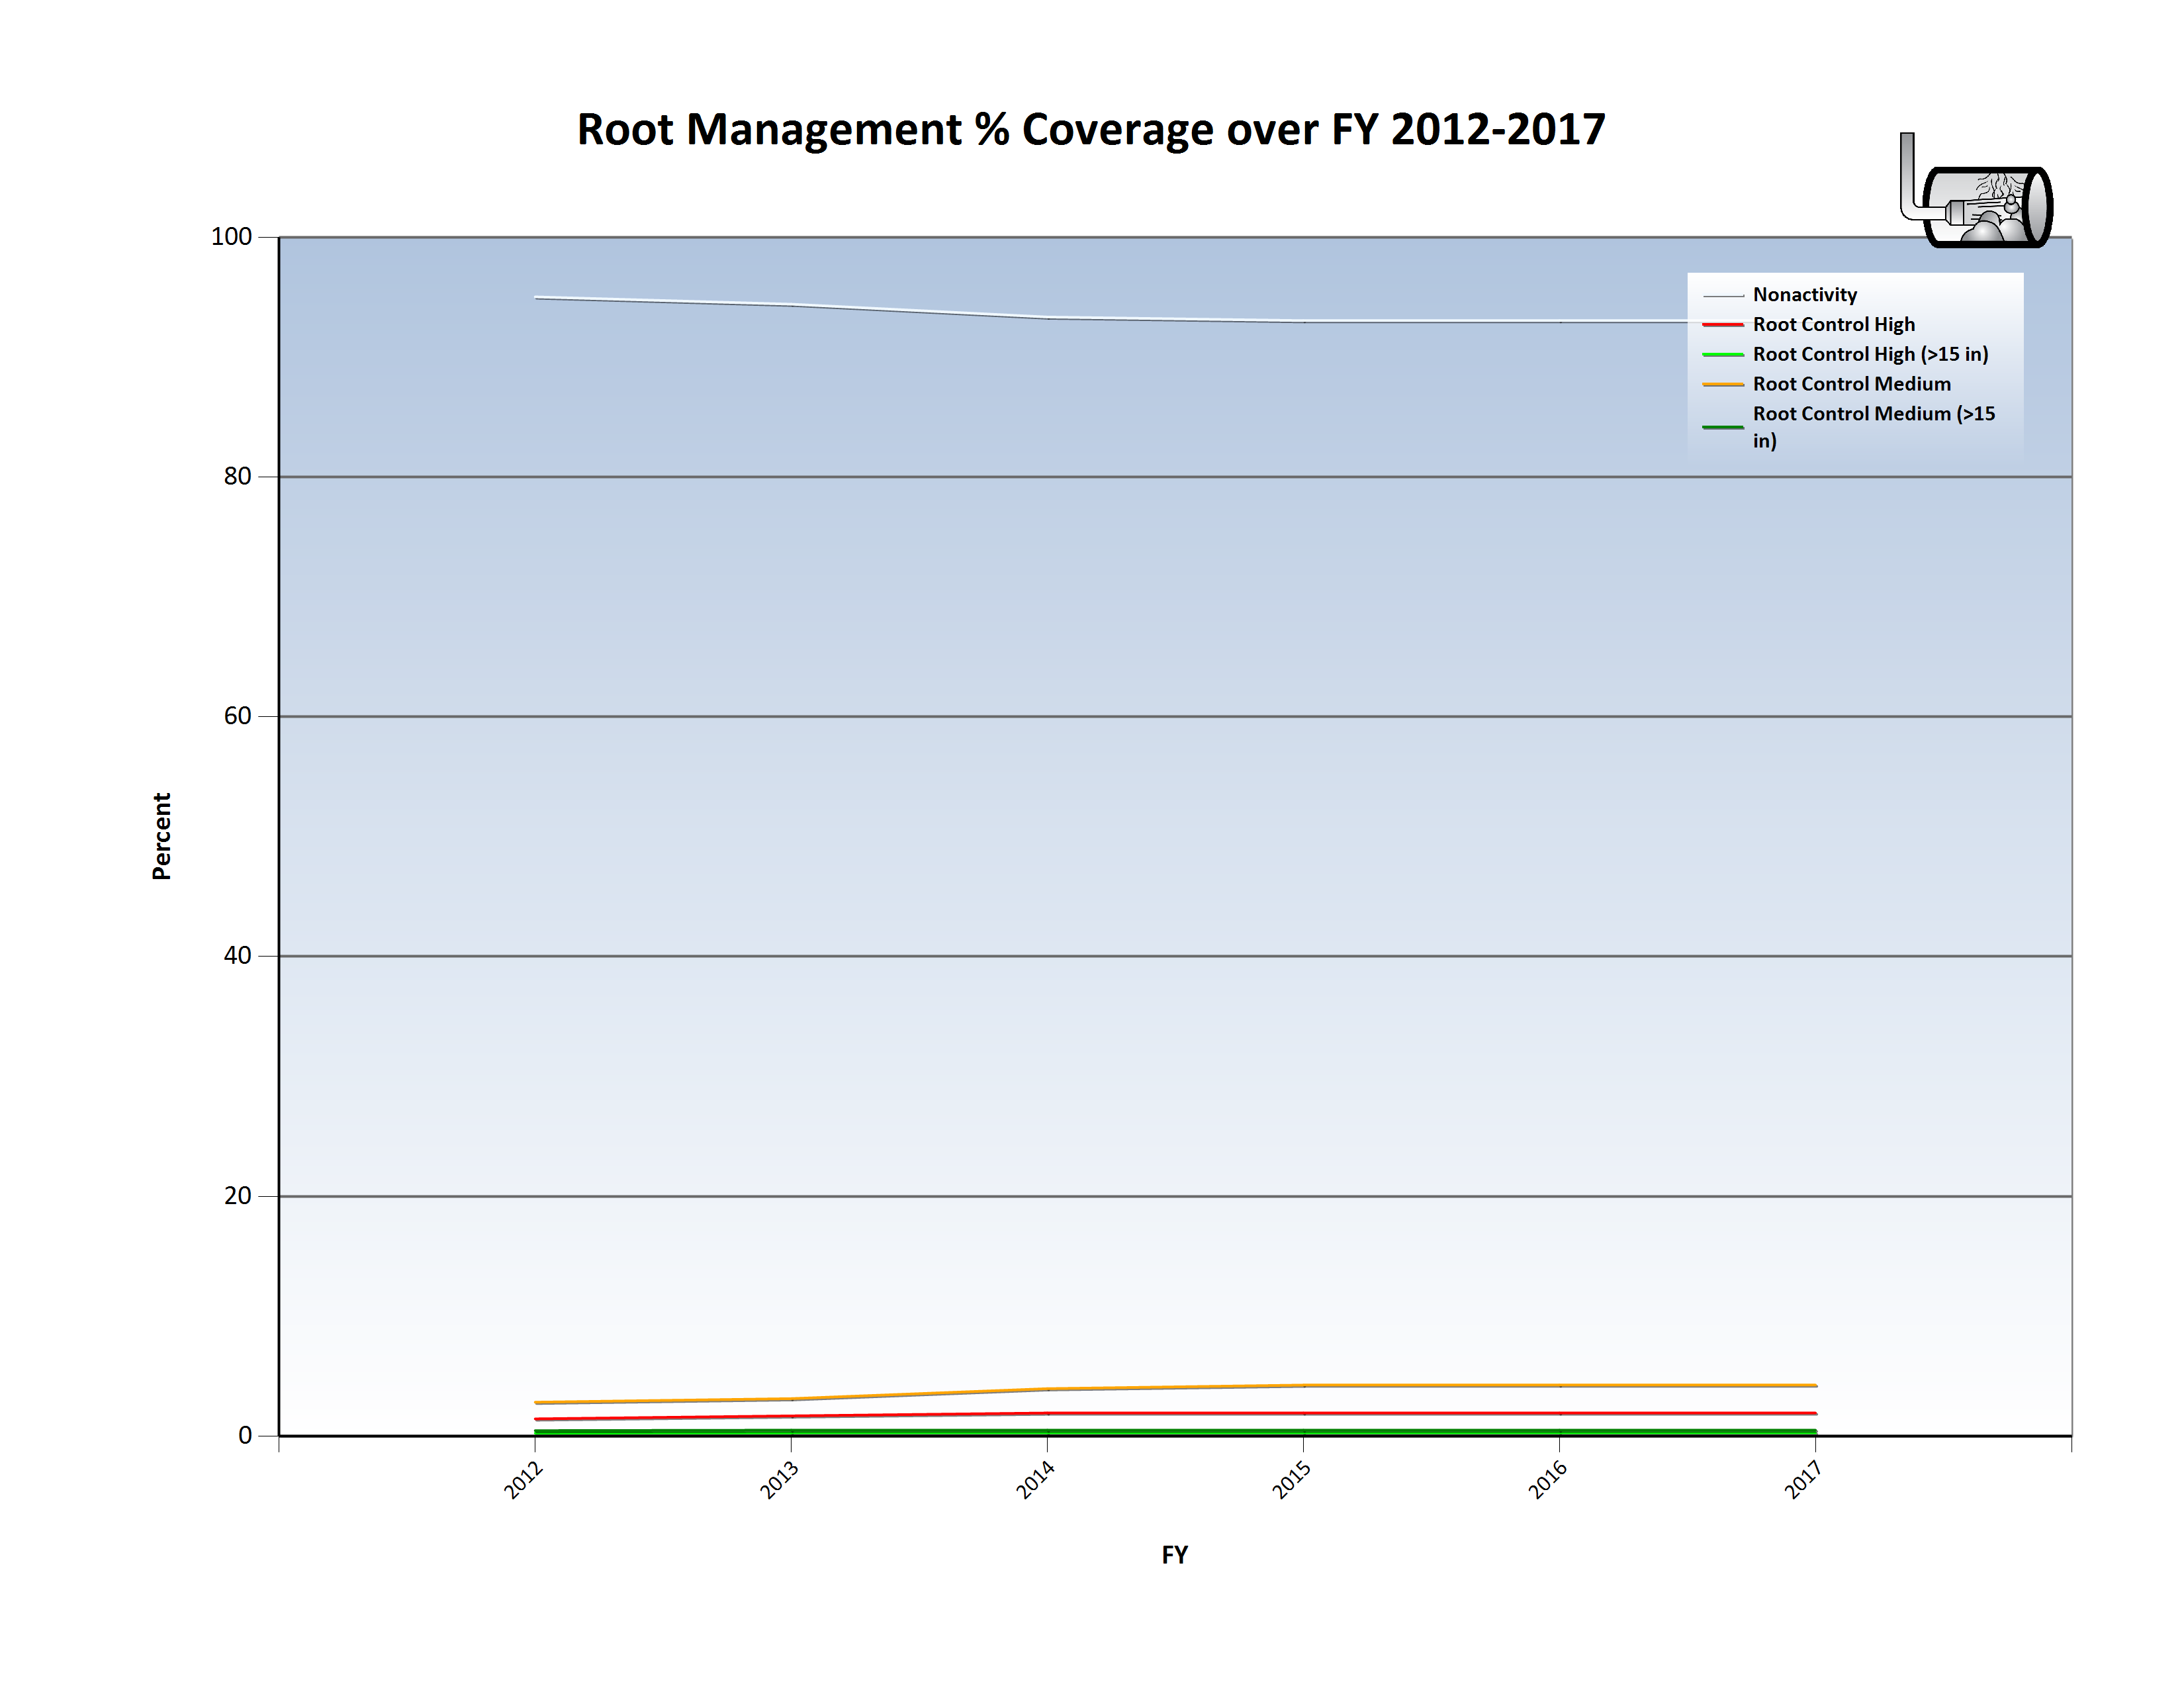 Root Management % Coverage over FY 2012-2017
100
80
60
40
20
0
Percent
Nonactivity
Root Control High
Root Control High (>15 in)
Root Control Medium
Root Control Medium (>15
in)
2012
2013
2014
2015
2016
2017
FY